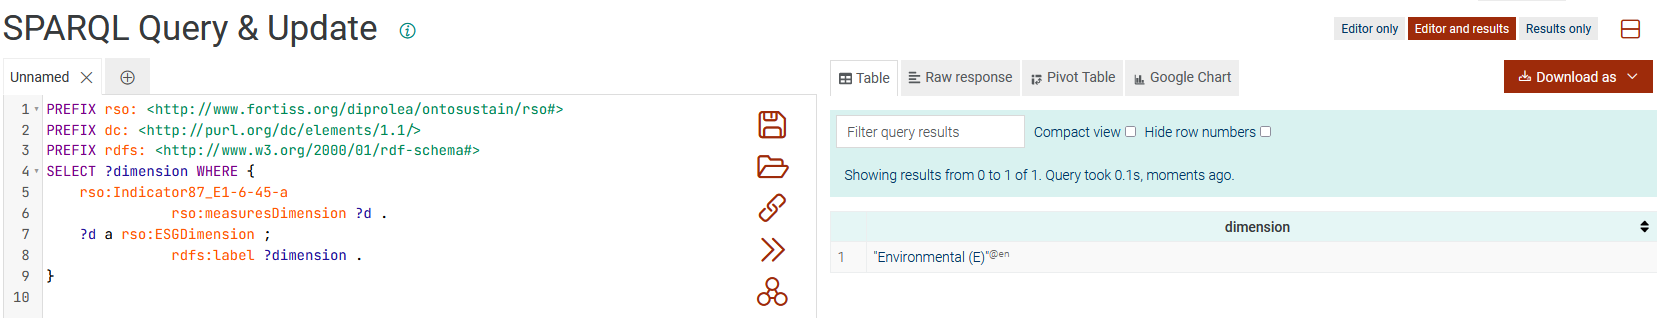 SPARQL Query & Update
Editor only
Editor and results
Results only
Unnamed
Table
Raw response
Pivot Table
Google Chart
Download as
1 PREFIX rso: <http://www.fortiss.org/diprolea/ontosustain/rso#>
2 PREFIX dc: <http://purl.org/dc/elements/1.1/>
3 PREFIX rdfs: <http://www.w3.org/2000/01/rdf-schema#>
4 SELECT ?dimension WHERE {
5 rso:Indicator87_E1-6-45-a
6 rso:measuresDimension ?d .
7 ?d a rso:ESGDimension ;
8 rdfs:label ?dimension .
9 }
10
Filter query results
Compact view
Hide row numbers
Showing results from 0 to 1 of 1. Query took 0.1s, moments ago.
dimension
1 "Environmental (E)"@en